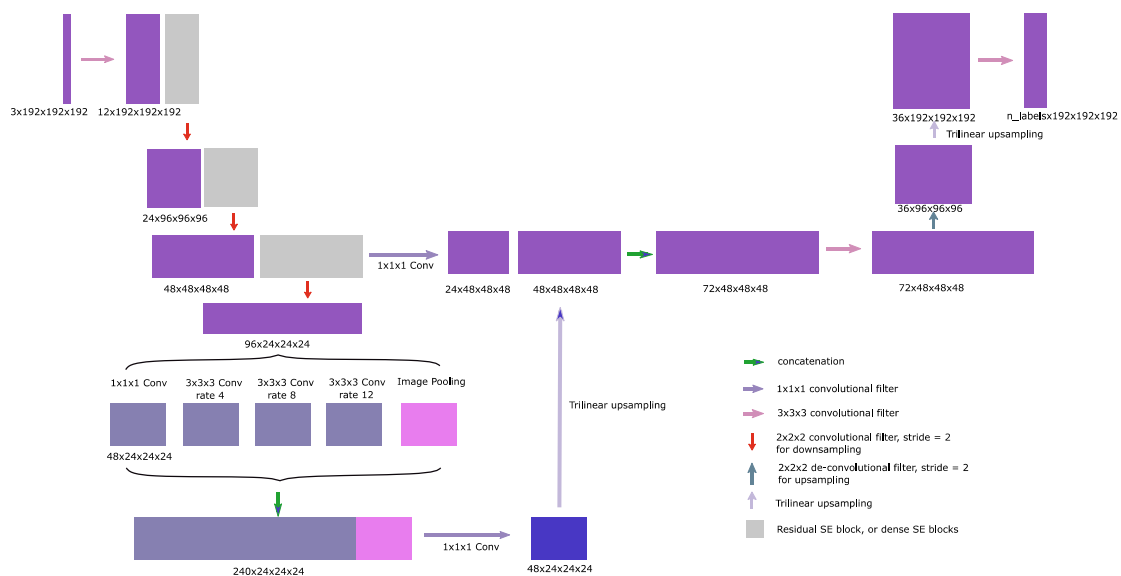 3x192x192x192
12x192x192x192
36x192x192x192
n_labelsx192x192x192
Trilinear upsampling
24x96x96x96
36x96x96x96
1x1x1 Conv
48x48x48x48
24x48x48x48
48x48x48x48
72x48x48x48
72x48x48x48
96x24x24x24
1x1x1 Conv
3x3x3 Conv
rate 4
3x3x3 Conv
rate 8
3x3x3 Conv
rate 12
Image Pooling
48x24x24x24
Trilinear upsampling
1x1x1 Conv
240x24x24x24
48x24x24x24
concatenation
1x1x1 convolutional filter
3x3x3 convolutional filter
2x2x2 convolutional filter, stride = 2
for downsampling
2x2x2 de-convolutional filter, stride = 2
for upsampling
Trilinear upsampling
Residual SE block, or dense SE blocks